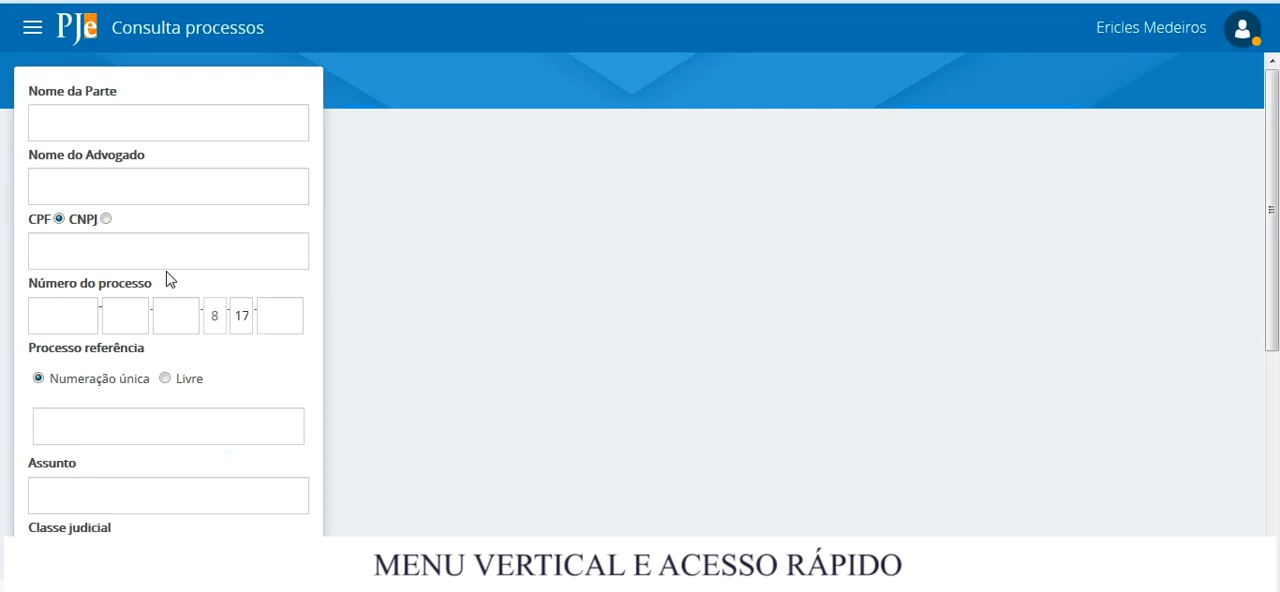 PJe Consulta processos
Ericles Medeiros
Nome da Parte
Nome do Advogado
CPF CNPJ
Número do processo
- . . 8 . 17 .
Processo referência
Numeração única Livre
Assunto
Classe judicial
MENU VERTICAL E ACESSO RÁPIDO